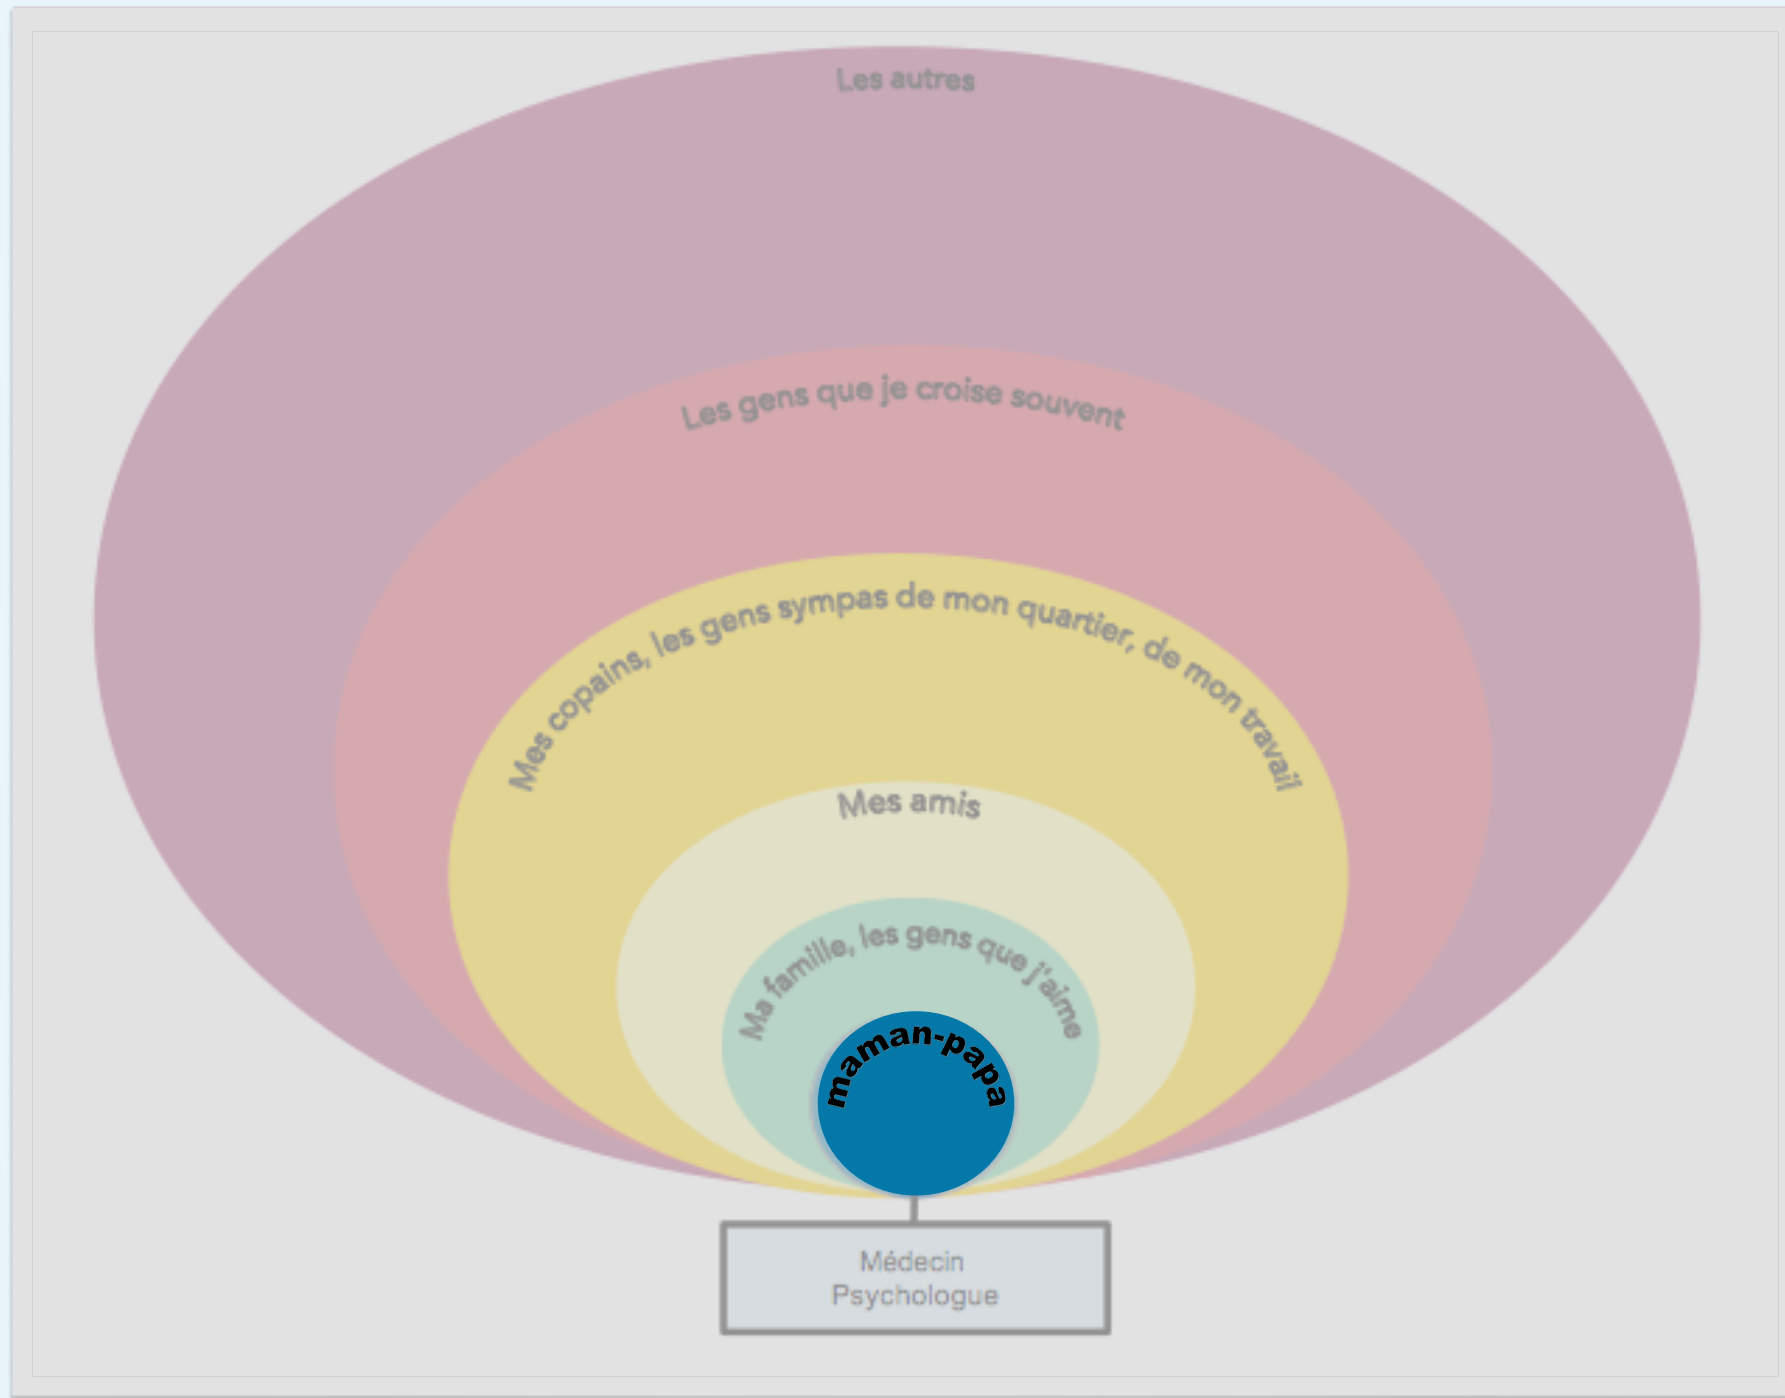 Les autres
Les gens que je croise souvent
Mes copains, les gens sympas de mon quartier, de mon travail
Mes amis
Ma famille, les gens que j'aime
maman-papa
Médecin
Psychologue